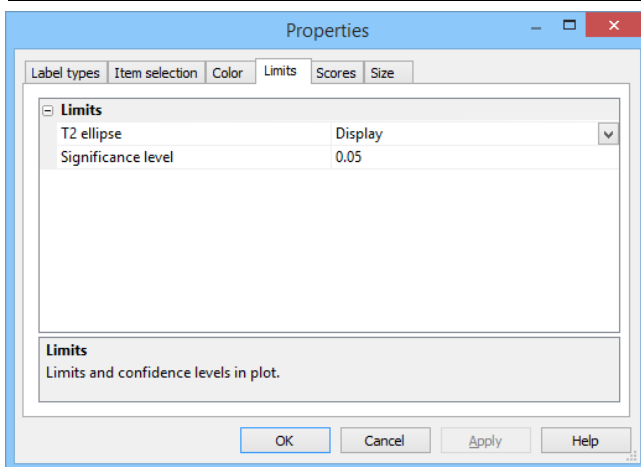 Properties
Label types Item selection Color Limits Scores Size
Limits
T2 ellipse Display
Significance level 0.05
Limits
Limits and confidence levels in plot.
OK Cancel Apply Help